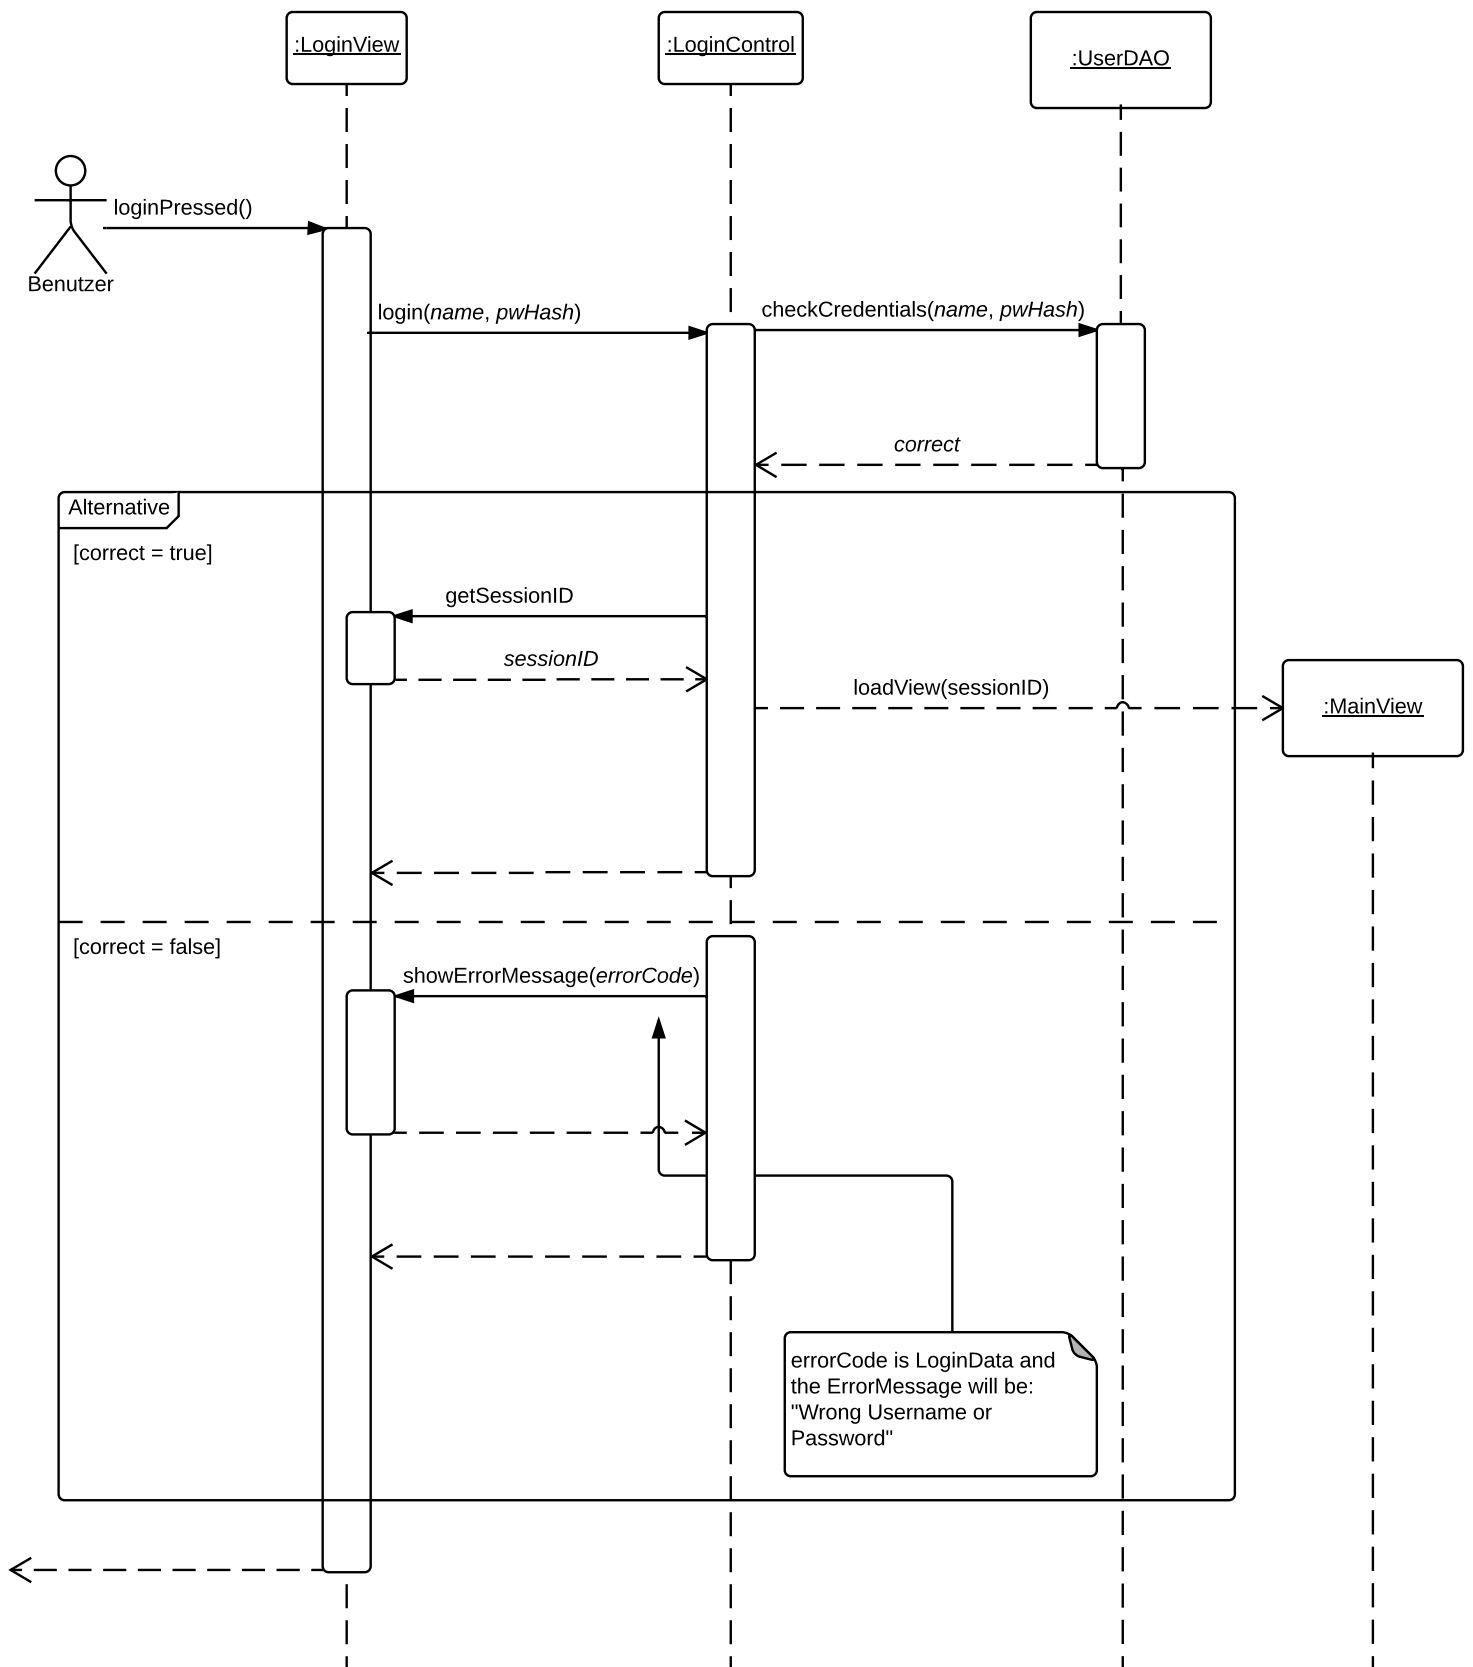 :LoginView
:LoginControl
:UserDAO
loginPressed()
Benutzer
login(name, pwHash)
checkCredentials(name, pwHash)
correct
Alternative
[correct = true]
getSessionID
sessionID
loadView(sessionID)
:MainView
[correct = false]
showErrorMessage(errorCode)
errorCode is LoginData and
the ErrorMessage will be:
"Wrong Username or
Password"